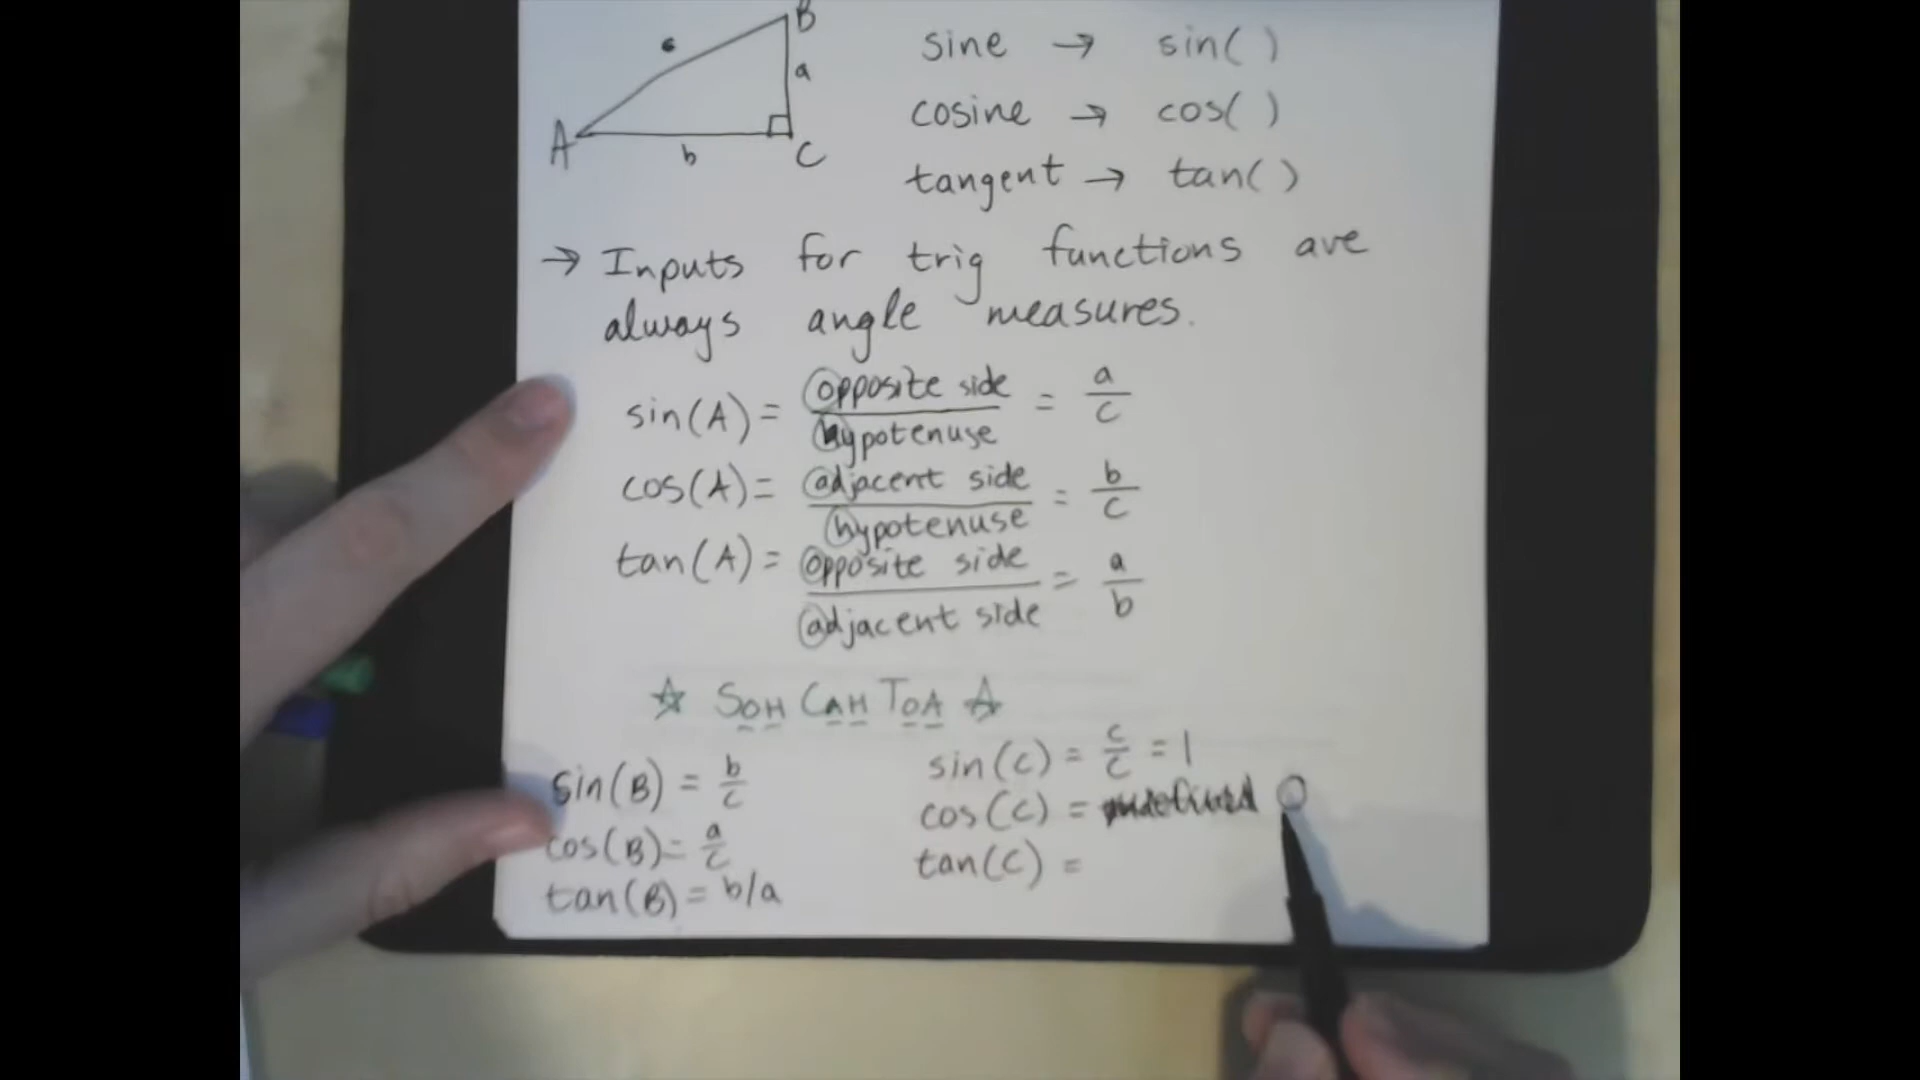 B
a
A
b
C
sine → sin( )
cosine → cos( )
tangent → tan( )
→ Inputs for trig functions are
always angle measures.
sin(A) = opposite side / hypotenuse = a/c
cos(A) = adjacent side / hypotenuse = b/c
tan(A) = opposite side / adjacent side = a/b
☆ SOH CAH TOA ☆
sin(B) = b/c
cos(B) = a/c
tan(B) = b/a
sin(C) = c/c = 1
cos(C) = 0
tan(C) =